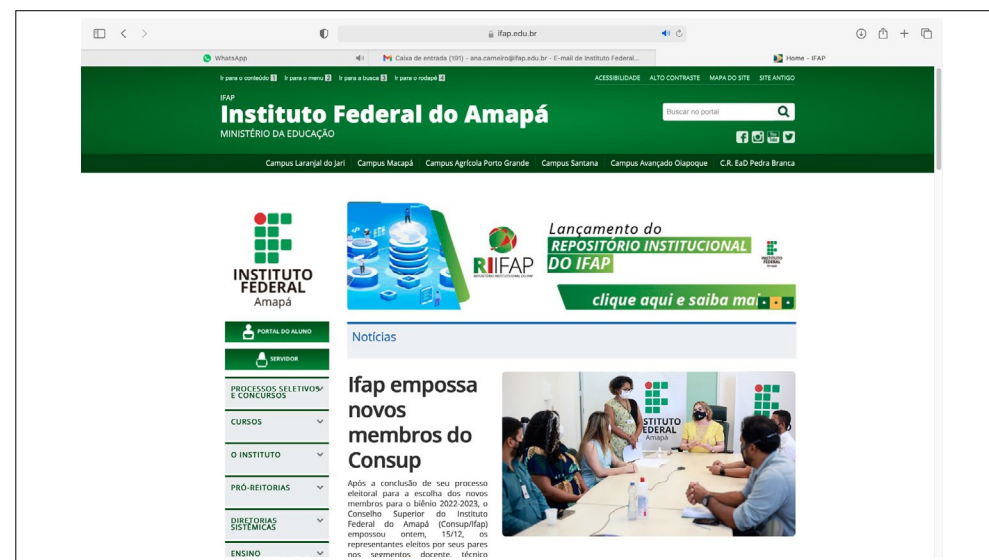 ifap.edu.br
WhatsApp
Caixa de entrada (191) - ana.carneiro@ifap.edu.br - E-mail de Instituto Federal...
Home – IFAP
Ir para o conteúdo 1 Ir para o menu 2 Ir para a busca 3 Ir para o rodapé 4
ACESSIBILIDADE ALTO CONTRASTE MAPA DO SITE SITE ANTIGO
IFAP
Instituto Federal do Amapá
MINISTÉRIO DA EDUCAÇÃO
Buscar no portal
Campus Laranjal do Jari Campus Macapá Campus Agrícola Porto Grande Campus Santana Campus Avançado Oiapoque C.R. EaD Pedra Branca
INSTITUTO
FEDERAL
Amapá
RIIFAP
REPOSITÓRIO INSTITUCIONAL DO IFAP
Lançamento do
REPOSITÓRIO INSTITUCIONAL
DO IFAP
INSTITUTO
FEDERAL
Amapá
clique aqui e saiba mai
PORTAL DO ALUNO
SERVIDOR
PROCESSOS SELETIVOS
E CONCURSOS
CURSOS
O INSTITUTO
PRÓ-REITORIAS
DIRETORIAS
SISTÊMICAS
ENSINO
Notícias
Ifap empossa
novos
membros do
Consup
Após a conclusão de seu processo
eleitoral para a escolha dos novos
membros para o biênio 2022-2023, o
Conselho Superior do Instituto
Federal do Amapá (Consup/Ifap)
empossou ontem, 15/12, os
representantes eleitos por seus pares
nos segmentos docente, técnico
STITUTO
EDERAL
Amapá